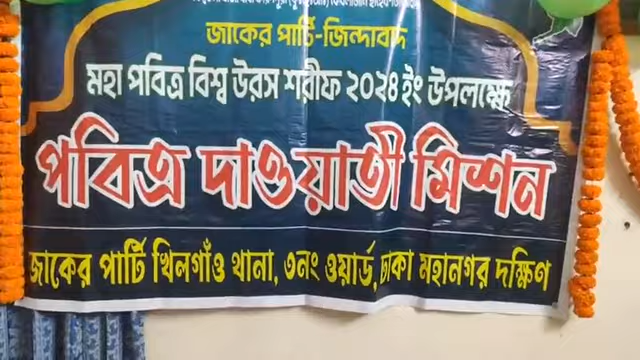 জাকের পার্টি-জিন্দাবাদ
মহা পবিত্র বিশ্ব উরস শরীফ ২০২৪ ইং উপলক্ষে
পবিত্র দাওয়াতী মিশন
জাকের পার্টি খিলগাঁও থানা, ৩নং ওয়ার্ড, ঢাকা মহানগর দক্ষিণ